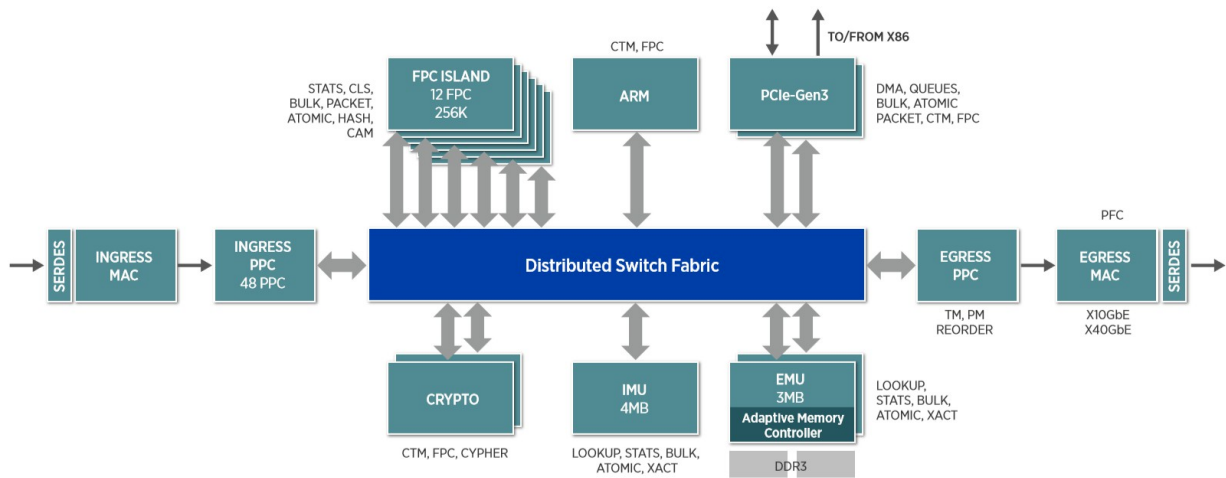 TO/FROM X86
CTM, FPC
STATS, CLS,
BULK, PACKET,
ATOMIC, HASH,
CAM
FPC ISLAND
12 FPC
256K
ARM
PCIe-Gen3
DMA, QUEUES,
BULK, ATOMIC
PACKET, CTM, FPC
SERDES
INGRESS
MAC
INGRESS
PPC
48 PPC
Distributed Switch Fabric
EGRESS
PPC
TM, PM
REORDER
PFC
EGRESS
MAC
SERDES
X10GbE
X40GbE
CRYPTO
CTM, FPC, CYPHER
IMU
4MB
LOOKUP, STATS, BULK,
ATOMIC, XACT
EMU
3MB
Adaptive Memory
Controller
DDR3
LOOKUP,
STATS, BULK,
ATOMIC, XACT